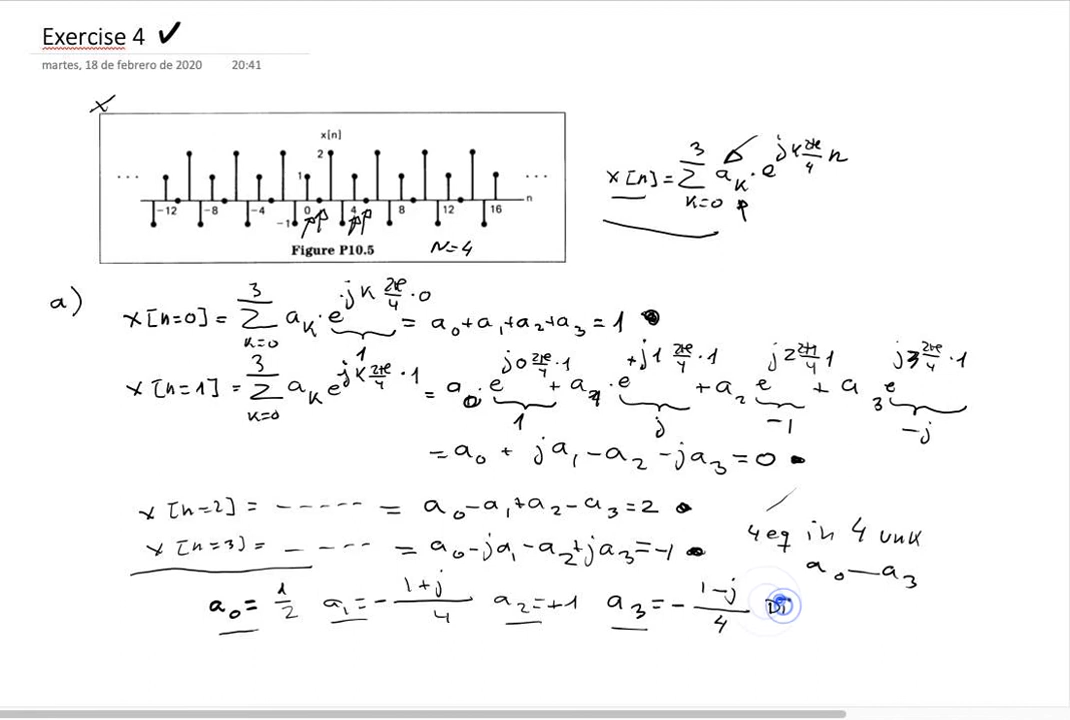 Exercise 4 ✓
martes, 18 de febrero de 2020 20:41
x
x[n]
2
1
... -12 -8 -4 0 4 8 12 16 ... n
-1
Figure P10.5 N=4
x[n] = Σ_{K=0}^{3} a_K · e^{jK 2π/4 n}
a)
x[n=0] = Σ_{K=0}^{3} a_K · e^{jK 2π/4 · 0} = a_0+a_1+a_2+a_3 = 1
1
x[n=1] = Σ_{K=0}^{3} a_K e^{jK 2π/4 · 1} = a_0 · e^{j0 2π/4 · 1} + a_1 · e^{+j1 2π/4 · 1} + a_2 e^{j2 2π/4 1} + a_3 e^{j3 2π/4 · 1}
1 j -1 -j
= a_0 + ja_1 - a_2 - ja_3 = 0
x[n=2] = ----- = a_0-a_1+a_2-a_3 = 2
x[n=3] = ---- = a_0-ja_1-a_2+ja_3 = -1
4 eq in 4 unk
a_0 — a_3
a_0 = 1/2 a_1 = - (1+j)/4 a_2 = +1 a_3 = - (1-j)/4 Di